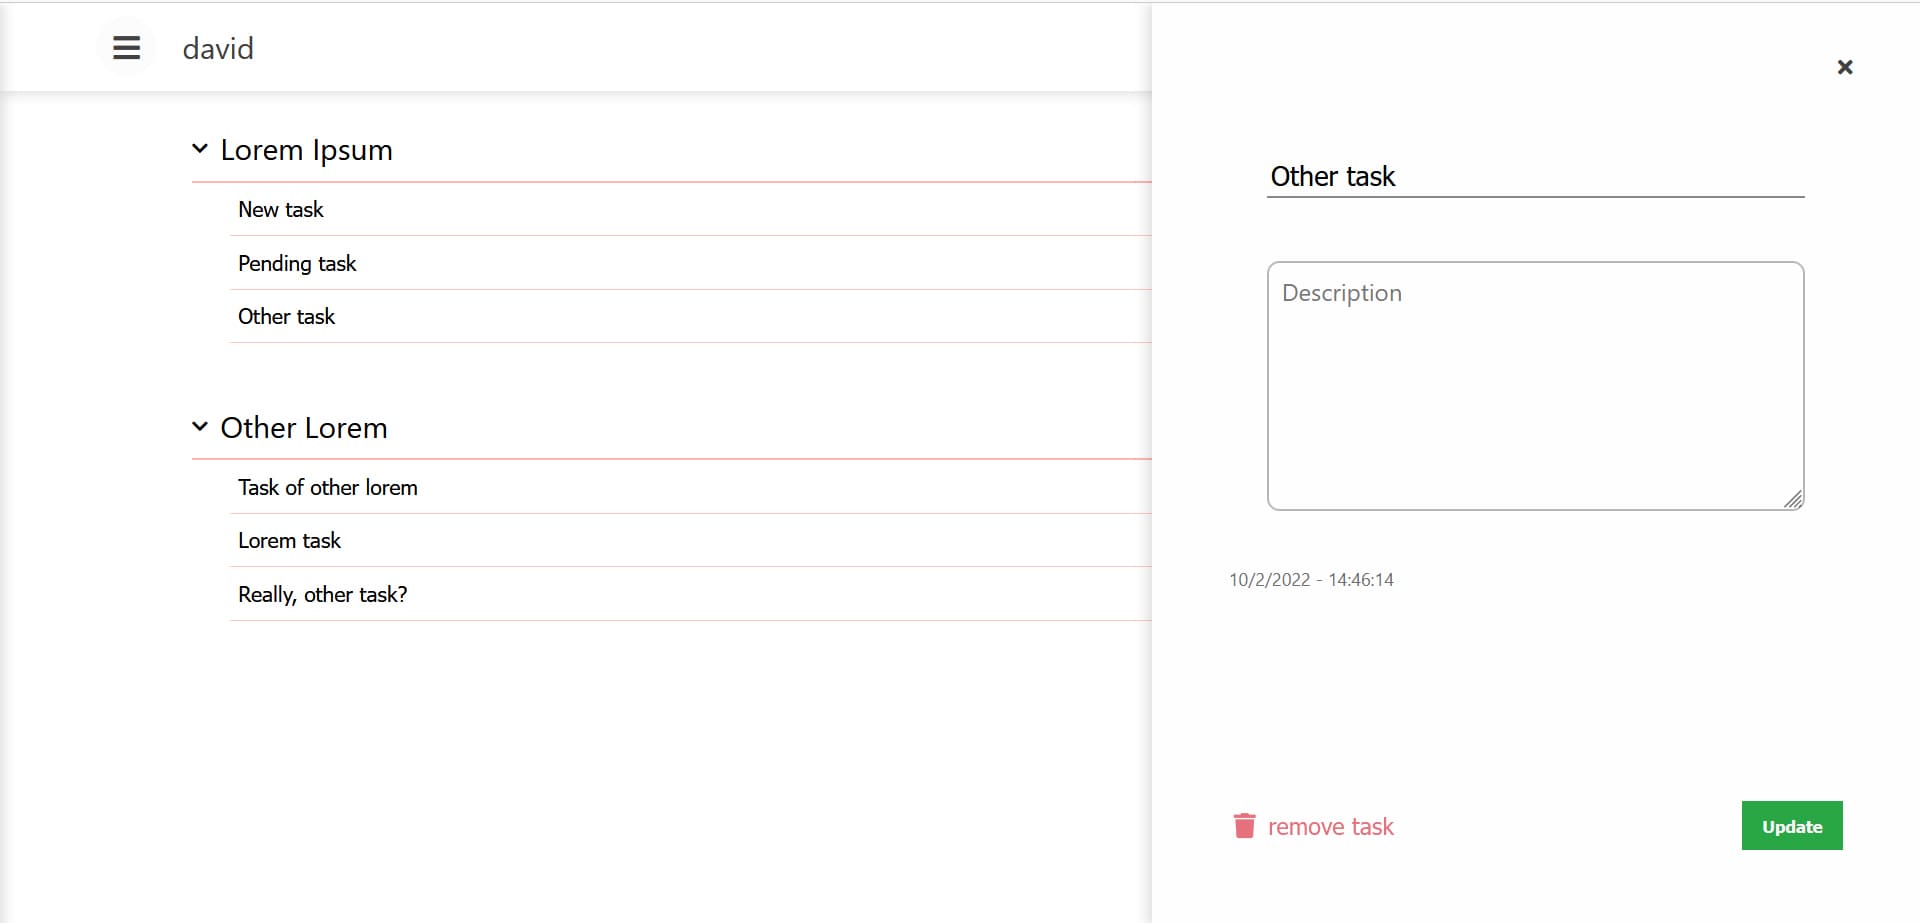 david
Lorem Ipsum
New task
Pending task
Other task
Other Lorem
Task of other lorem
Lorem task
Really, other task?
Other task
Description
10/2/2022 - 14:46:14
remove task
Update